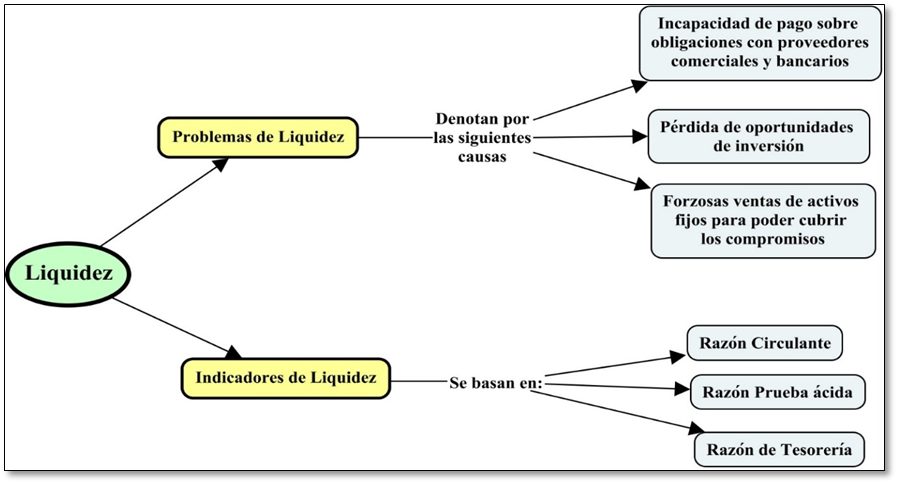 Liquidez
Problemas de Liquidez
Denotan por
las siguientes
causas
Incapacidad de pago sobre
obligaciones con proveedores
comerciales y bancarios
Pérdida de oportunidades
de inversión
Forzosas ventas de activos
fijos para poder cubrir
los compromisos
Indicadores de Liquidez
Se basan en:
Razón Circulante
Razón Prueba ácida
Razón de Tesorería